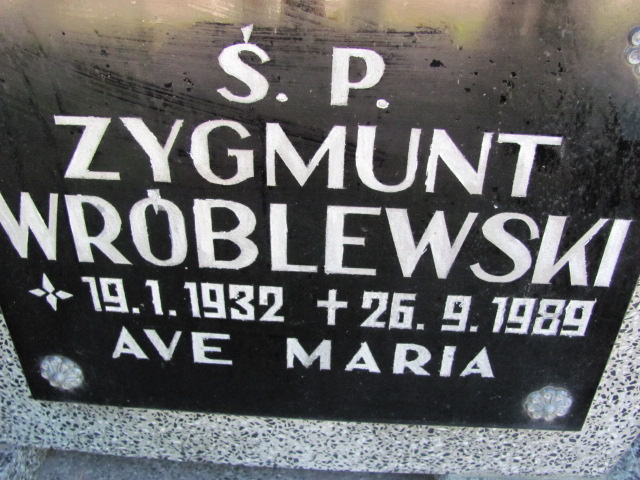 Ś. P.
ZYGMUNT
WRÓBLEWSKI
19.1.1932 + 26.9.1989
AVE MARIA